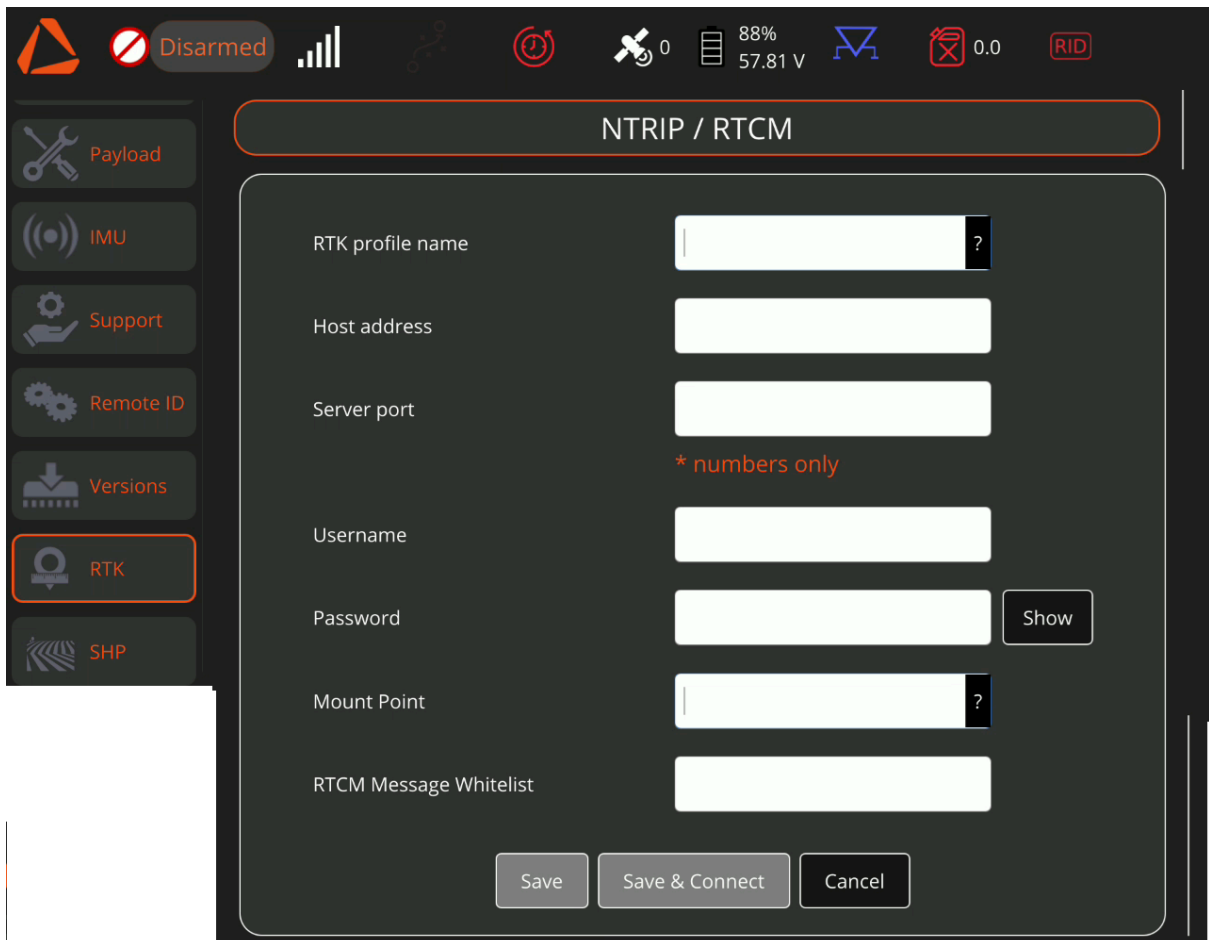 Disarmed
0
88%
57.81 V
0.0
RID
Payload
IMU
Support
Remote ID
Versions
RTK
SHP
NTRIP / RTCM
RTK profile name
?
Host address
Server port
* numbers only
Username
Password
Show
Mount Point
?
RTCM Message Whitelist
Save
Save & Connect
Cancel